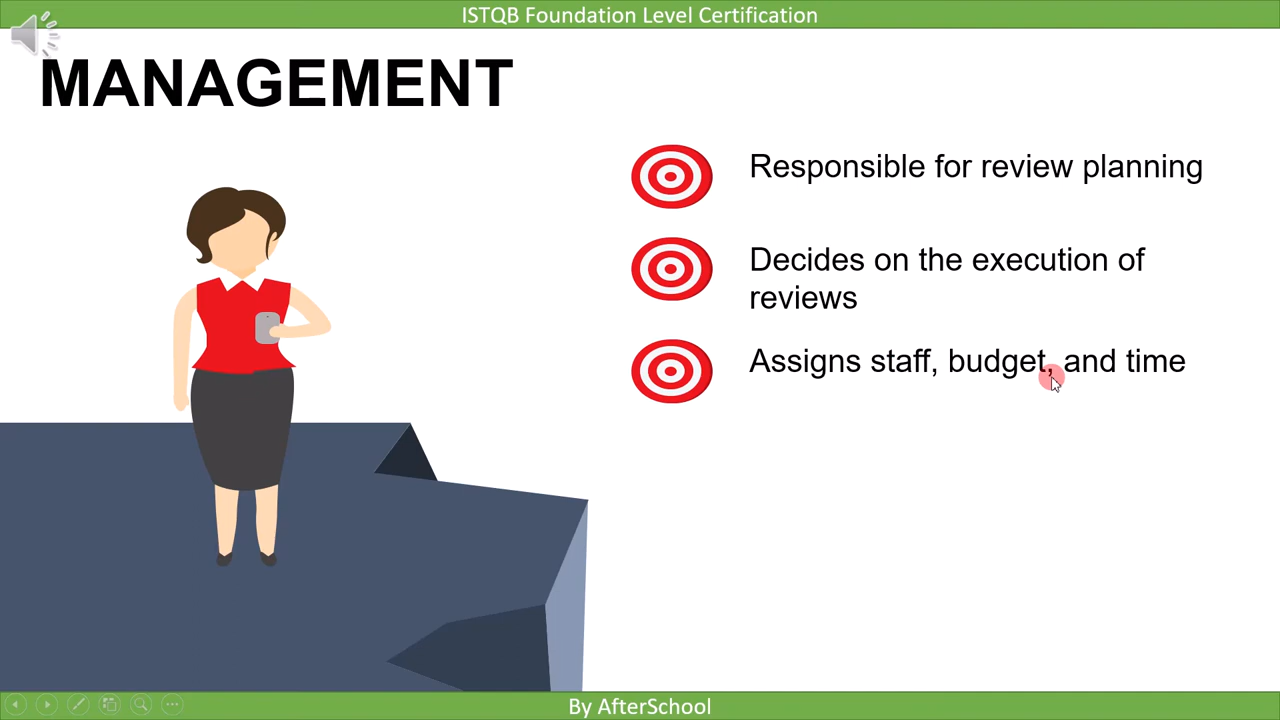 ISTQB Foundation Level Certification
MANAGEMENT
Responsible for review planning
Decides on the execution of
reviews
Assigns staff, budget, and time
By AfterSchool